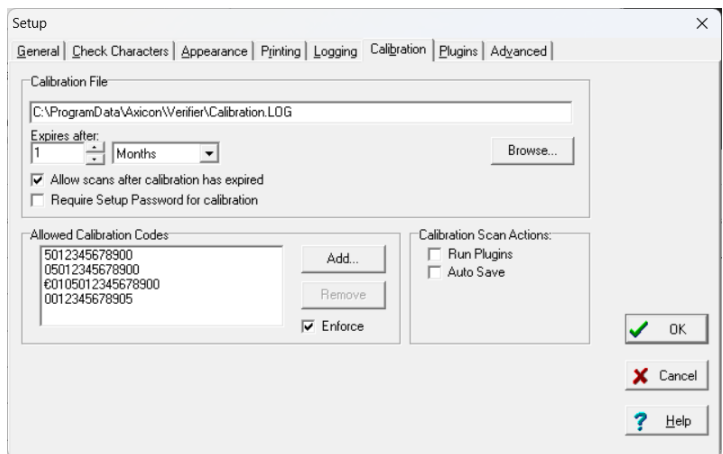 Setup
General Check Characters Appearance Printing Logging Calibration Plugins Advanced
Calibration File
C:\ProgramData\Axicon\Verifier\Calibration.LOG
Expires after:
1 Months Browse...
Allow scans after calibration has expired
Require Setup Password for calibration
Allowed Calibration Codes
5012345678900
05012345678900
€0105012345678900
0012345678905
Add...
Remove
Enforce
Calibration Scan Actions:
Run Plugins
Auto Save
OK
Cancel
Help